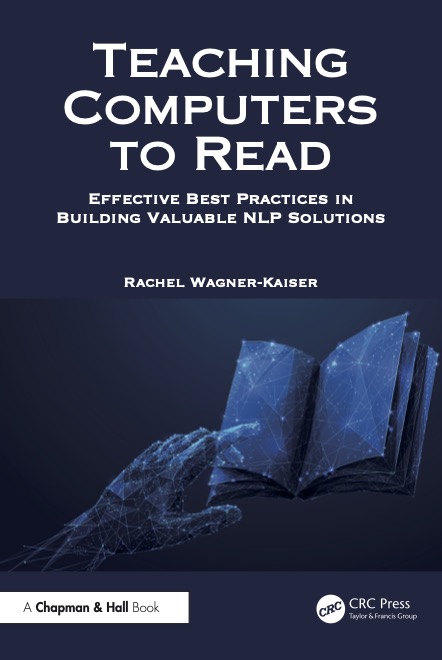 TEACHING
COMPUTERS
TO READ
EFFECTIVE BEST PRACTICES IN
BUILDING VALUABLE NLP SOLUTIONS
RACHEL WAGNER-KAISER
A Chapman & Hall Book
CRC CRC Press
Taylor & Francis Group